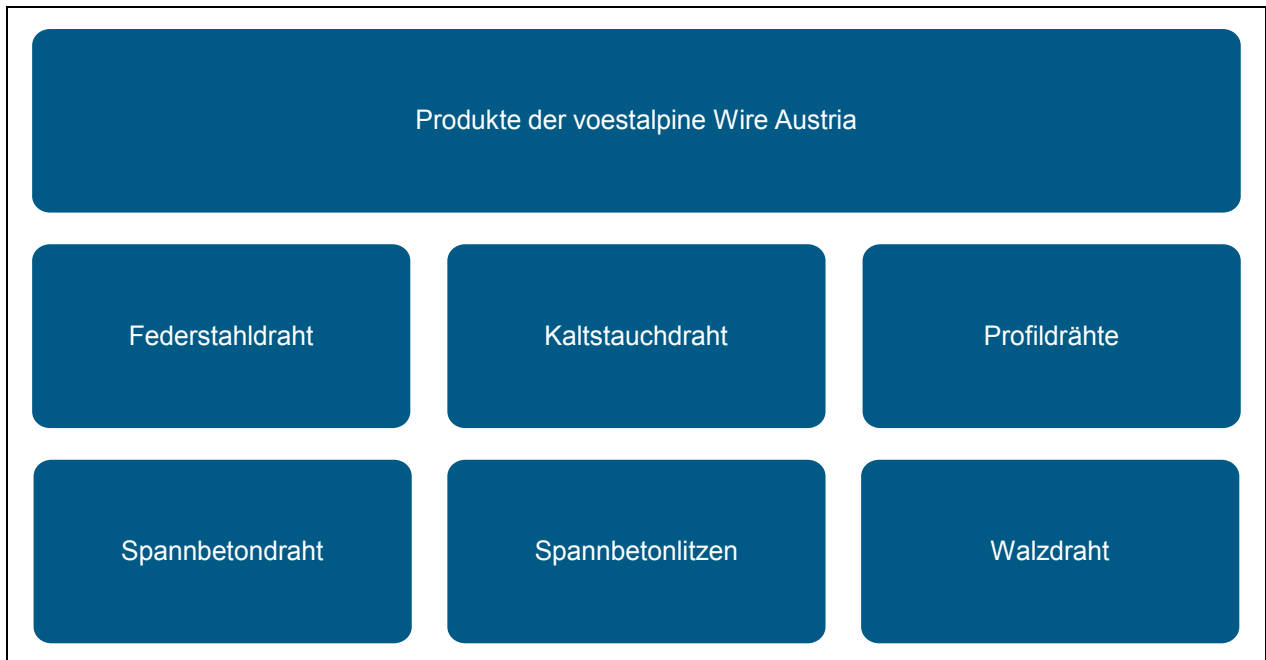 Produkte der voestalpine Wire Austria
Federstahldraht
Kaltstauchdraht
Profildrähte
Spannbetondraht
Spannbetonlitzen
Walzdraht